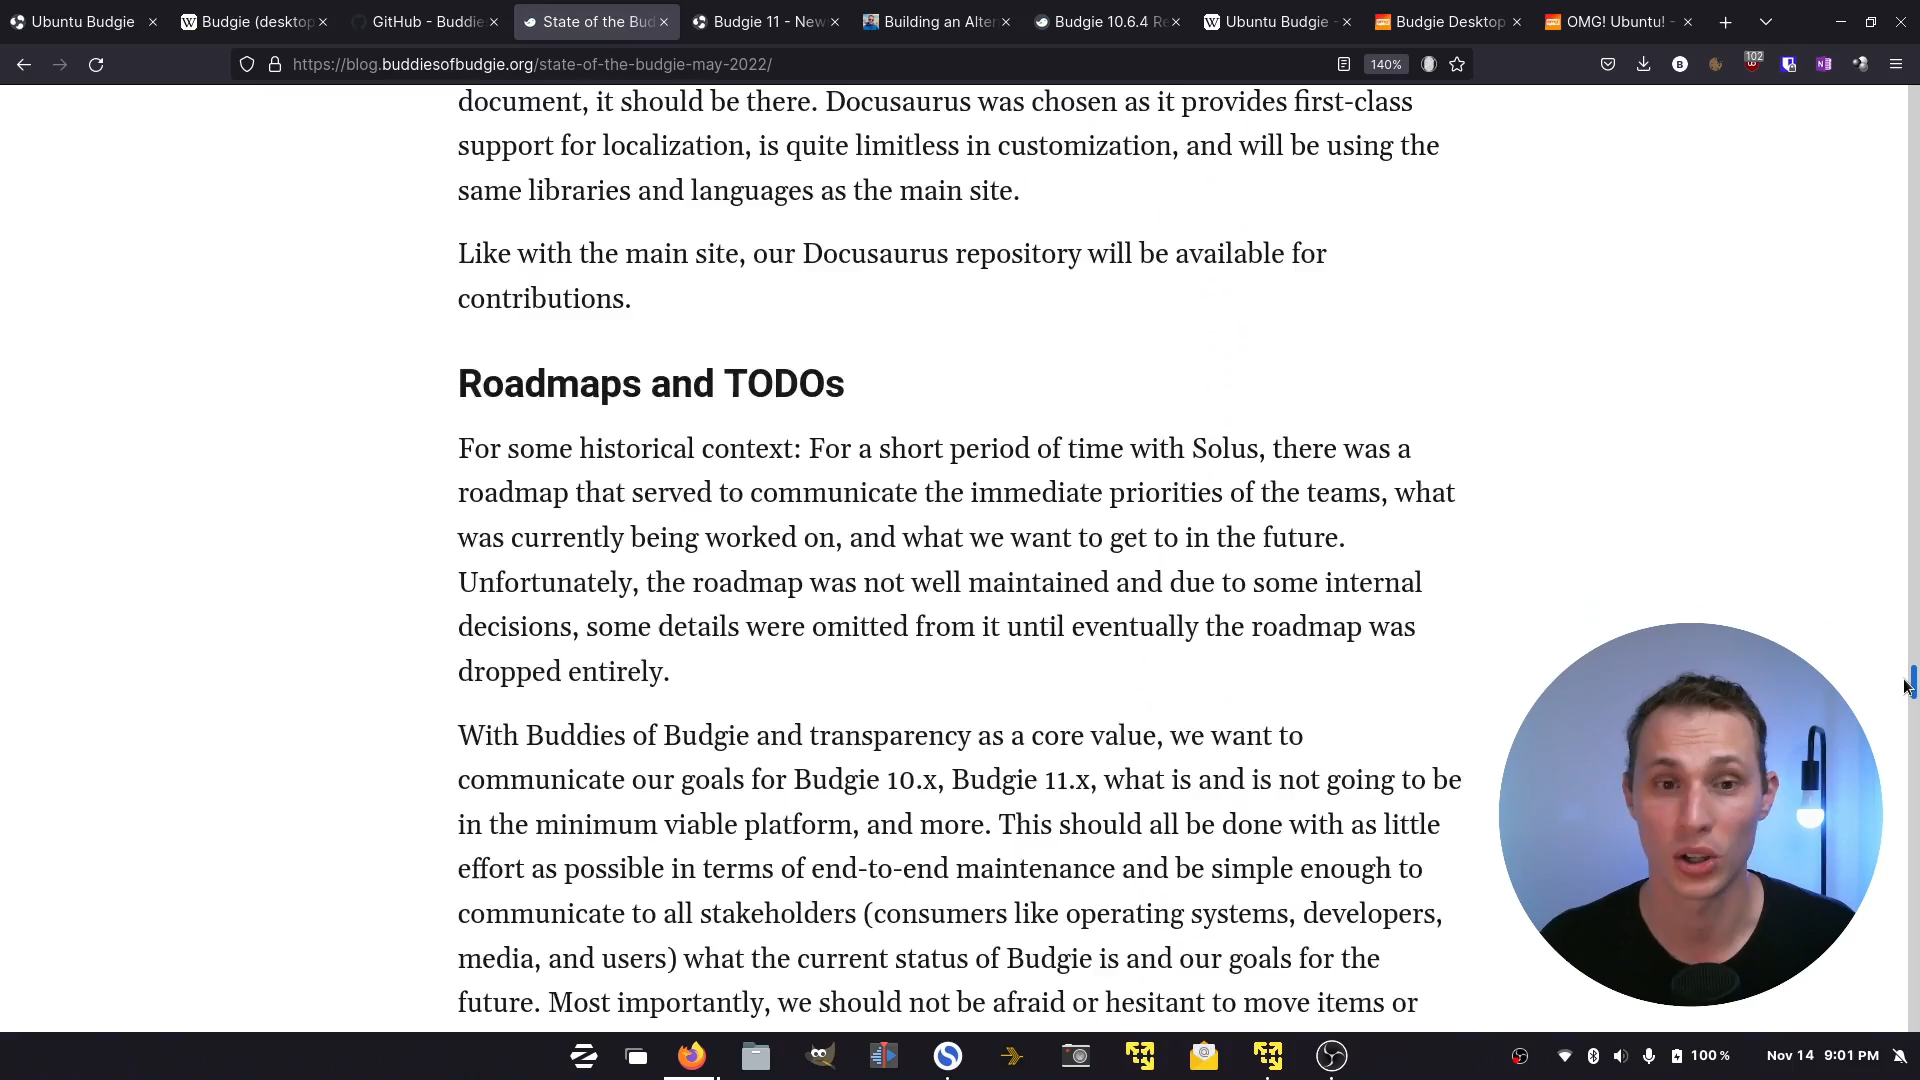 Ubuntu Budgie
Budgie (desktop
GitHub - Buddie
State of the Bud
Budgie 11 - New
Building an Alter
Budgie 10.6.4 Re
Ubuntu Budgie -
Budgie Desktop
OMG! Ubuntu! -
https://blog.buddiesofbudgie.org/state-of-the-budgie-may-2022/
140%
102
document, it should be there. Docusaurus was chosen as it provides first-class
support for localization, is quite limitless in customization, and will be using the
same libraries and languages as the main site.
Like with the main site, our Docusaurus repository will be available for
contributions.
Roadmaps and TODOs
For some historical context: For a short period of time with Solus, there was a
roadmap that served to communicate the immediate priorities of the teams, what
was currently being worked on, and what we want to get to in the future.
Unfortunately, the roadmap was not well maintained and due to some internal
decisions, some details were omitted from it until eventually the roadmap was
dropped entirely.
With Buddies of Budgie and transparency as a core value, we want to
communicate our goals for Budgie 10.x, Budgie 11.x, what is and is not going to be
in the minimum viable platform, and more. This should all be done with as little
effort as possible in terms of end-to-end maintenance and be simple enough to
communicate to all stakeholders (consumers like operating systems, developers,
media, and users) what the current status of Budgie is and our goals for the
future. Most importantly, we should not be afraid or hesitant to move items or
100 %
Nov 14 9:01 PM